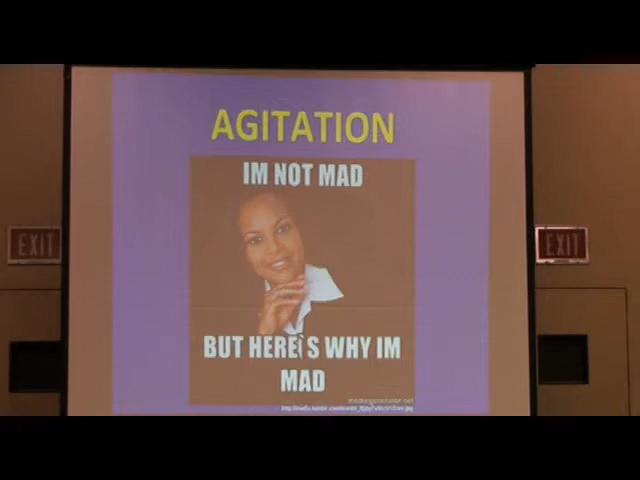 AGITATION
IM NOT MAD
EXIT
EXIT
BUT HERE`S WHY IM
MAD